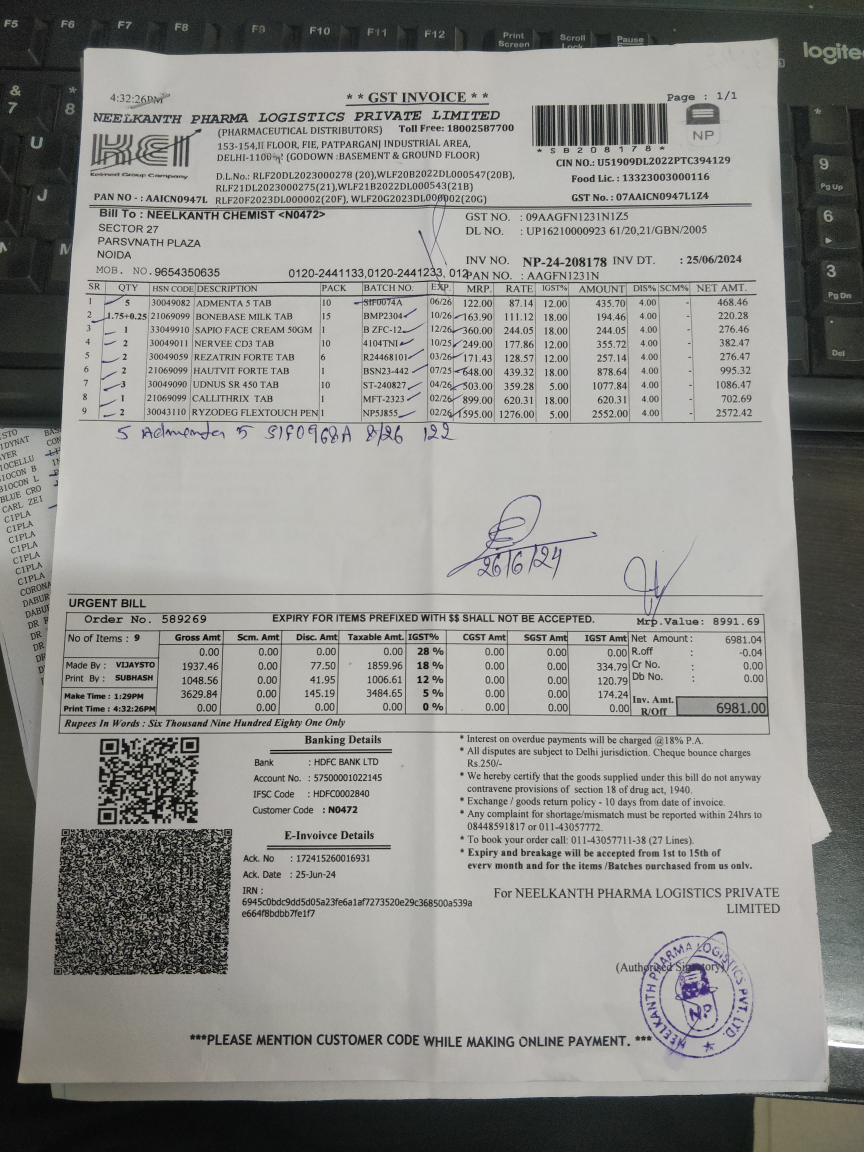 F5 F6 F7 F8 F9 F10 F11 F12 Print Screen Scroll Pause
logite
4:32:26PM
* * GST INVOICE * *
Page : 1/1
NEELKANTH PHARMA LOGISTICS PRIVATE LIMITED
(PHARMACEUTICAL DISTRIBUTORS) Toll Free: 18002587700
153-154,II FLOOR, FIE, PATPARGANJ INDUSTRIAL AREA,
DELHI-1100 (GODOWN :BASEMENT & GROUND FLOOR)
KEI
Keimed Group Company
NP
* S B 2 0 8 1 7 8 *
CIN NO.: U51909DL2022PTC394129
D.L.No.: RLF20DL2023000278 (20),WLF20B2022DL000547(20B),
Food Lic.: 13323003000116
RLF21DL2023000275(21),WLF21B2022DL000543(21B)
PAN NO - : AAICN0947L RLF20F2023DL000002(20F), WLF20G2023DL000002(20G)
GST No.: 07AAICN0947L1Z4
Bill To : NEELKANTH CHEMIST <N0472>
SECTOR 27
PARSVNATH PLAZA
NOIDA
MOB. NO.9654350635 0120-2441133,0120-2441233, 012
GST NO. : 09AAGFN1231N1Z5
DL NO. : UP16210000923 61/20,21/GBN/2005
INV NO. NP-24-208178 INV DT. : 25/06/2024
PAN NO. : AAGFN1231N
SR QTY HSN CODE DESCRIPTION PACK BATCH NO. EXP. MRP. RATE IGST% AMOUNT DIS% SCM% NET AMT.
1 5 30049082 ADMENTA 5 TAB 10 SIF0074A 06/26 122.00 87.14 12.00 435.70 4.00 - 468.46
2 1.75+0.25 21069099 BONEBASE MILK TAB 15 BMP2304 10/26 163.90 111.12 18.00 194.46 4.00 - 220.28
3 1 33049910 SAPIO FACE CREAM 50GM 1 B ZFC-12 12/26 360.00 244.05 18.00 244.05 4.00 - 276.46
4 2 30049011 NERVEE CD3 TAB 10 4104TNI 10/25 249.00 177.86 12.00 355.72 4.00 - 382.47
5 2 30049059 REZATRIN FORTE TAB 6 R24468101 03/26 171.43 128.57 12.00 257.14 4.00 - 276.47
6 2 21069099 HAUTVIT FORTE TAB 1 BSN23-442 07/25 648.00 439.32 18.00 878.64 4.00 - 995.32
7 3 30049090 UDNUS SR 450 TAB 10 ST-240827 04/26 503.00 359.28 5.00 1077.84 4.00 - 1086.47
8 1 21069099 CALLITHRIX TAB 1 MFT-2323 02/26 899.00 620.31 18.00 620.31 4.00 - 702.69
9 2 30043110 RYZODEG FLEXTOUCH PEN 1 NP5J855 02/26 1595.00 1276.00 5.00 2552.00 4.00 - 2572.42
5 Admenta 5 SIF0968A 8/26 122
26/6/24
URGENT BILL
Order No. 589269 EXPIRY FOR ITEMS PREFIXED WITH $$ SHALL NOT BE ACCEPTED. Mrp.Value: 8991.69
No of Items : 9 Gross Amt Scm. Amt Disc. Amt Taxable Amt. IGST% CGST Amt SGST Amt IGST Amt Net Amount: 6981.04
0.00 0.00 0.00 0.00 28 % 0.00 R.off : -0.04
Made By : VIJAYSTO 1937.46 0.00 77.50 1859.96 18 % 334.79 Cr No. : 0.00
Print By : SUBHASH 1048.56 0.00 41.95 1006.61 12 % 120.79 Db No. : 0.00
Make Time : 1:29PM 3629.84 0.00 145.19 3484.65 5 % 174.24
Print Time : 4:32:26PM 0.00 0.00 0.00 0.00 0 % 0.00 0.00 0.00 Inv. Amt. R/Off 6981.00
Rupees In Words : Six Thousand Nine Hundred Eighty One Only
Banking Details
Bank : HDFC BANK LTD
Account No. : 57500001022145
IFSC Code : HDFC0002840
Customer Code : N0472
E-Invoivce Details
Ack. No : 172415260016931
Ack. Date : 25-Jun-24
IRN :
6945c0bdc9dd5d05a23fe6a1af7273520e29c368500a539a
e664f8bdbb7fe1f7
* Interest on overdue payments will be charged @18% P.A.
* All disputes are subject to Delhi jurisdiction. Cheque bounce charges
Rs.250/-
* We hereby certify that the goods supplied under this bill do not anyway
contravene provisions of section 18 of drug act, 1940.
* Exchange / goods return policy - 10 days from date of invoice.
* Any complaint for shortage/mismatch must be reported within 24hrs to
08448591817 or 011-43057772.
* To book your order call: 011-43057711-38 (27 Lines).
* Expiry and breakage will be accepted from 1st to 15th of
every month and for the items /Batches purchased from us only.
For NEELKANTH PHARMA LOGISTICS PRIVATE
LIMITED
(Authorised Signatory)
NEELKANTH PHARMA LOGISTICS PVT. LTD.
NP
***PLEASE MENTION CUSTOMER CODE WHILE MAKING ONLINE PAYMENT. ***